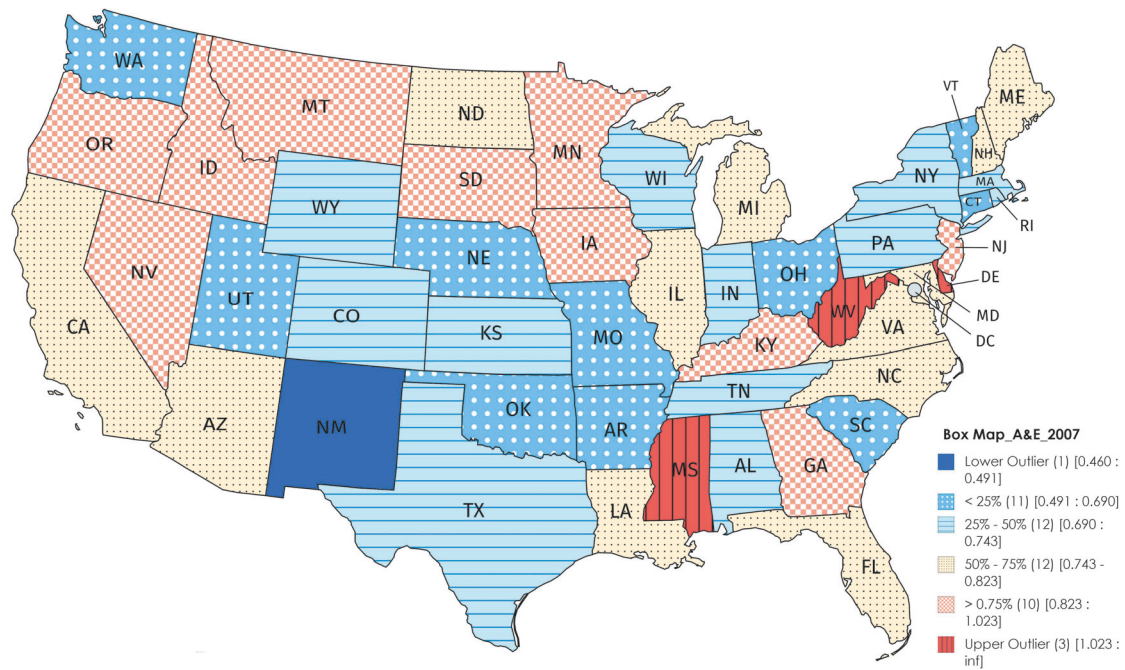 WA
VT
ME
MT
ND
OR
MN
NH
ID
SD
WI
NY
MA
WY
MI
CT
RI
IA
PA
NJ
NE
NV
OH
DE
UT
IL
IN
WV
MD
CA
CO
VA
KS
MO
DC
KY
NC
TN
OK
AZ
NM
AR
SC
MS
AL
GA
TX
LA
FL
Box Map_A&E_2007
Lower Outlier (1) [0.460 :
0.491]
< 25% (11) [0.491 : 0.690]
25% - 50% (12) [0.690 :
0.743]
50% - 75% (12) [0.743 -
0.823]
> 0.75% (10) [0.823 :
1.023]
Upper Outlier (3) [1.023 :
inf]